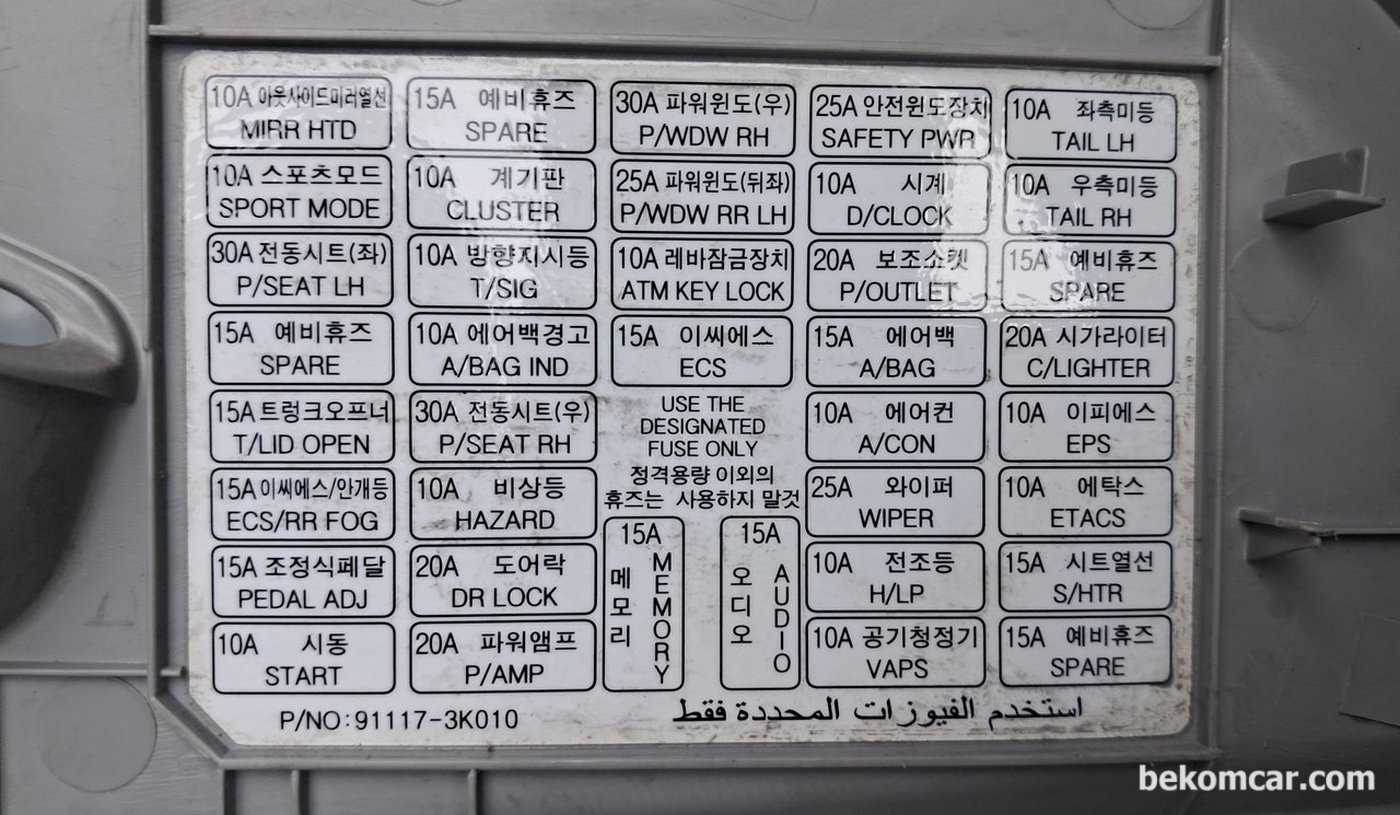 10A 아웃사이드미러열선
MIRR HTD
15A 예비휴즈
SPARE
30A 파워윈도(우)
P/WDW RH
25A 안전윈도장치
SAFETY PWR
10A 좌측미등
TAIL LH
10A 스포츠모드
SPORT MODE
10A 계기판
CLUSTER
25A 파워윈도(뒤좌)
P/WDW RR LH
10A 시계
D/CLOCK
10A 우측미등
TAIL RH
30A 전동시트(좌)
P/SEAT LH
10A 방향지시등
T/SIG
10A 레바잠금장치
ATM KEY LOCK
20A 보조소켓
P/OUTLET
15A 예비휴즈
SPARE
15A 예비휴즈
SPARE
10A 에어백경고
A/BAG IND
15A 이씨에스
ECS
15A 에어백
A/BAG
20A 시가라이터
C/LIGHTER
15A 트렁크오프너
T/LID OPEN
30A 전동시트(우)
P/SEAT RH
USE THE
DESIGNATED
FUSE ONLY
정격용량 이외의
휴즈는 사용하지 말것
10A 에어컨
A/CON
10A 이피에스
EPS
15A 이씨에스/안개등
ECS/RR FOG
10A 비상등
HAZARD
25A 와이퍼
WIPER
10A 에탁스
ETACS
15A 조정식페달
PEDAL ADJ
20A 도어락
DR LOCK
15A
메모리
MEMORY
15A
오디오
AUDIO
10A 전조등
H/LP
15A 시트열선
S/HTR
10A 시동
START
20A 파워앰프
P/AMP
10A 공기청정기
VAPS
15A 예비휴즈
SPARE
P/NO:91117-3K010
استخدم الفيوزات المحددة فقط
bekomcar.com